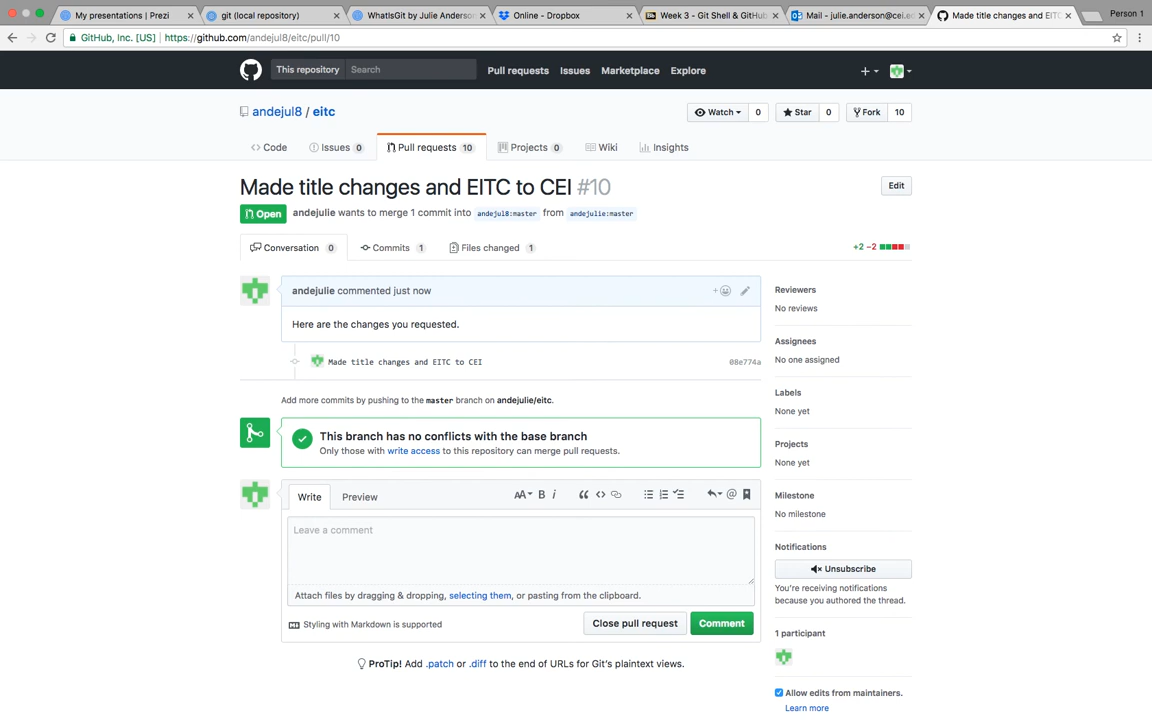 My presentations | Prezi
git (local repository)
WhatIsGit by Julie Anderson
Online - Dropbox
Week 3 - Git Shell & GitHub
Mail - julie.anderson@cei.ec
Made title changes and EITC
Person 1
GitHub, Inc. [US] | https://github.com/andejul8/eitc/pull/10
This repository Search Pull requests Issues Marketplace Explore
andejul8 / eitc
Watch 0 Star 0 Fork 10
Code Issues 0 Pull requests 10 Projects 0 Wiki Insights
Made title changes and EITC to CEI #10
Edit
Open andejulie wants to merge 1 commit into andejul8:master from andejulie:master
Conversation 0 Commits 1 Files changed 1 +2 −2
andejulie commented just now
Here are the changes you requested.
Made title changes and EITC to CEI 08e774a
Add more commits by pushing to the master branch on andejulie/eitc.
This branch has no conflicts with the base branch
Only those with write access to this repository can merge pull requests.
Write Preview AA B i
Leave a comment
Attach files by dragging & dropping, selecting them, or pasting from the clipboard.
Styling with Markdown is supported
Close pull request Comment
ProTip! Add .patch or .diff to the end of URLs for Git's plaintext views.
Reviewers
No reviews
Assignees
No one assigned
Labels
None yet
Projects
None yet
Milestone
No milestone
Notifications
Unsubscribe
You're receiving notifications
because you authored the thread.
1 participant
Allow edits from maintainers.
Learn more